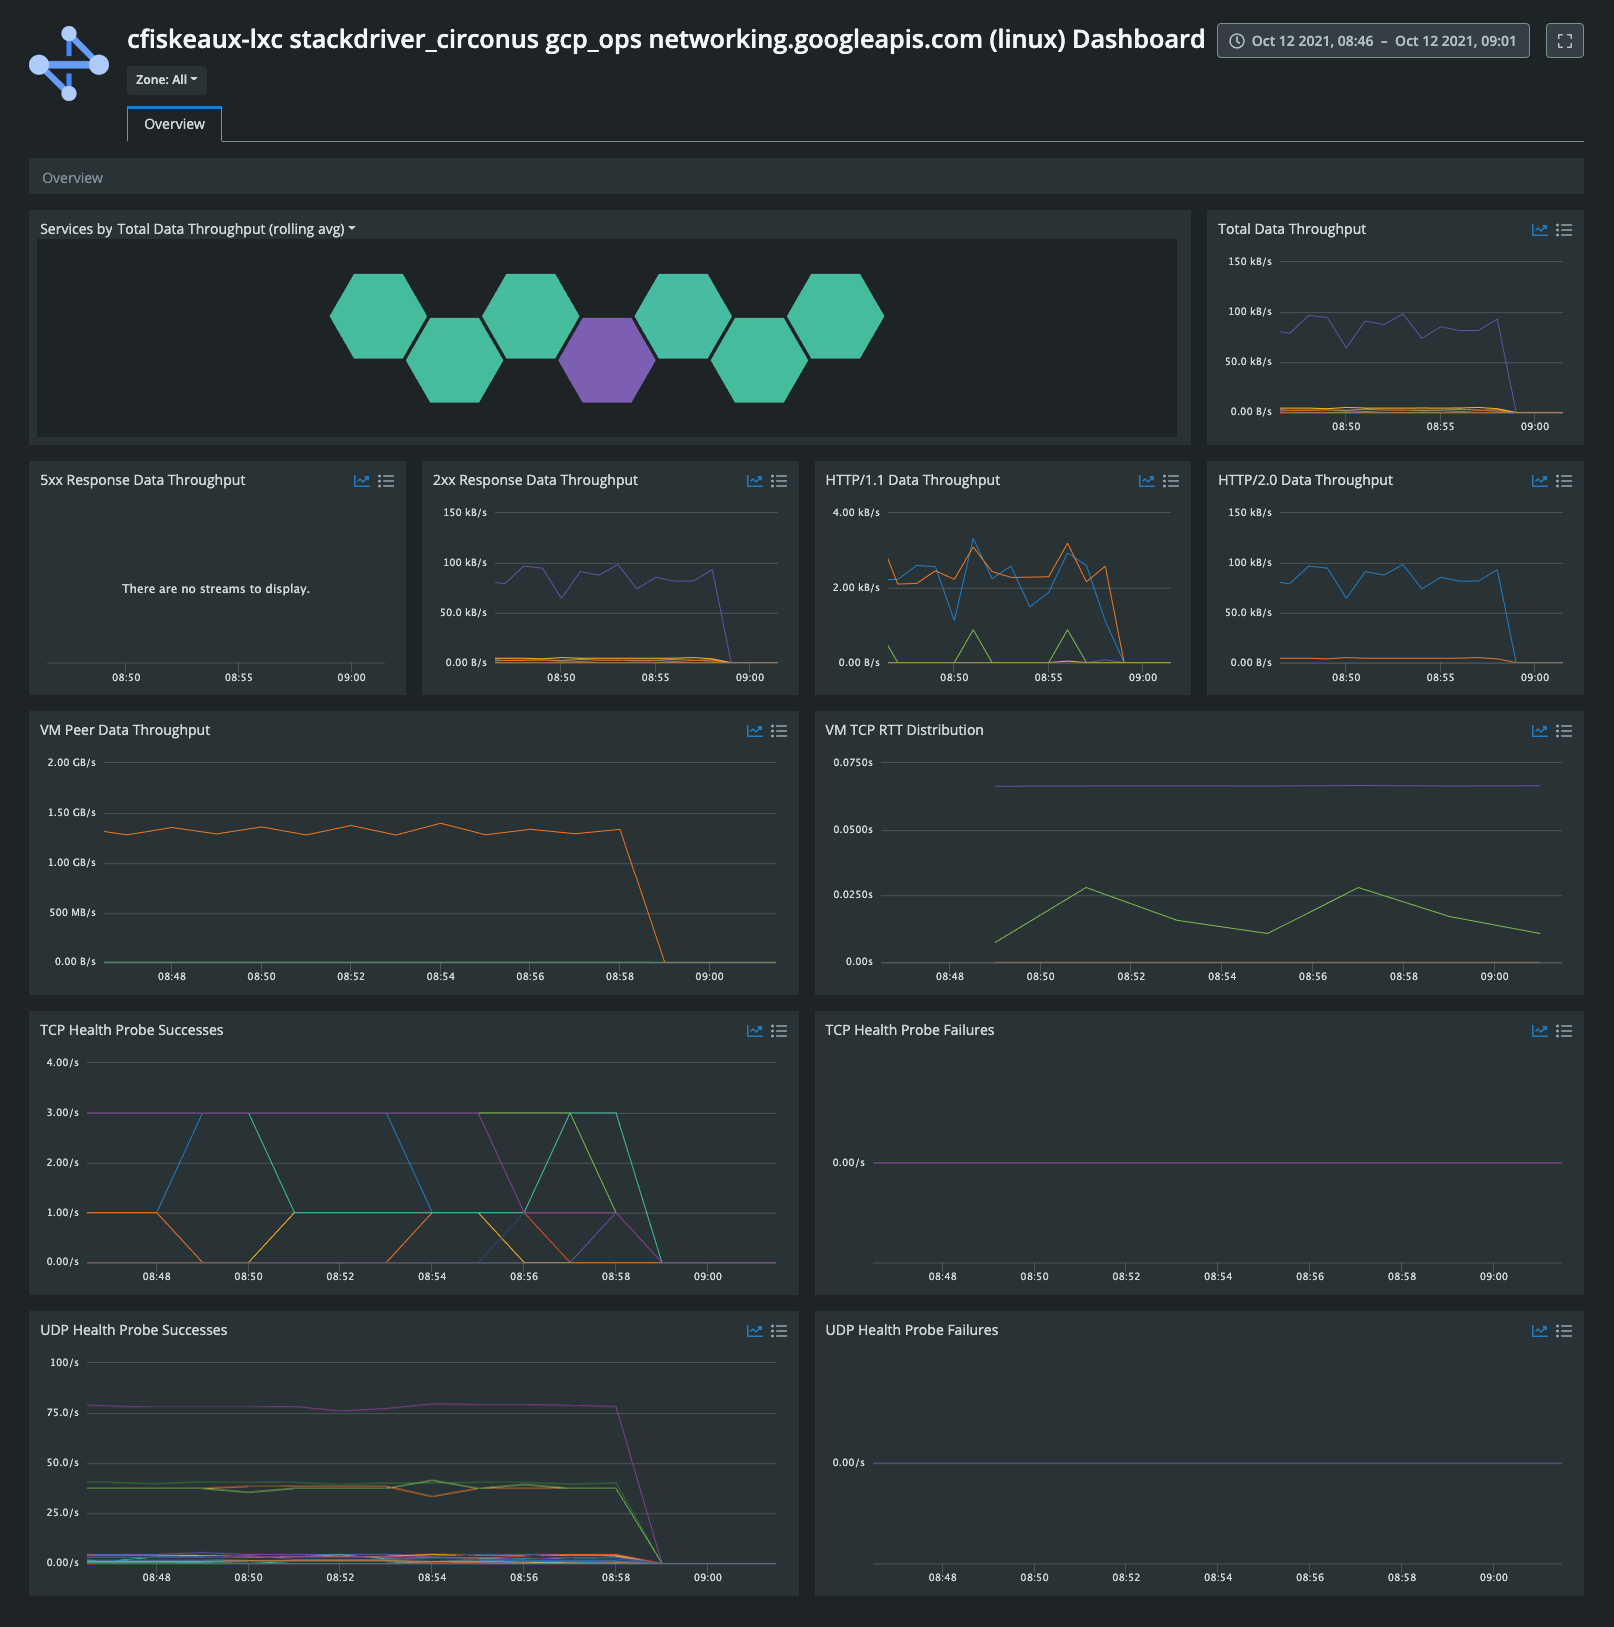 cfiskeaux-lxc stackdriver_circonus gcp_ops networking.googleapis.com (linux) Dashboard
Oct 12 2021, 08:46 – Oct 12 2021, 09:01
Zone: All
Overview
Overview
Services by Total Data Throughput (rolling avg)
Total Data Throughput
150 kB/s
100 kB/s
50.0 kB/s
0.00 B/s
08:50 08:55 09:00
5xx Response Data Throughput
There are no streams to display.
08:50 08:55 09:00
2xx Response Data Throughput
150 kB/s
100 kB/s
50.0 kB/s
0.00 B/s
08:50 08:55 09:00
HTTP/1.1 Data Throughput
4.00 kB/s
2.00 kB/s
0.00 B/s
08:50 08:55 09:00
HTTP/2.0 Data Throughput
150 kB/s
100 kB/s
50.0 kB/s
0.00 B/s
08:50 08:55 09:00
VM Peer Data Throughput
2.00 GB/s
1.50 GB/s
1.00 GB/s
500 MB/s
0.00 B/s
08:48 08:50 08:52 08:54 08:56 08:58 09:00
VM TCP RTT Distribution
0.0750s
0.0500s
0.0250s
0.00s
08:48 08:50 08:52 08:54 08:56 08:58 09:00
TCP Health Probe Successes
4.00/s
3.00/s
2.00/s
1.00/s
0.00/s
08:48 08:50 08:52 08:54 08:56 08:58 09:00
TCP Health Probe Failures
0.00/s
08:48 08:50 08:52 08:54 08:56 08:58 09:00
UDP Health Probe Successes
100/s
75.0/s
50.0/s
25.0/s
0.00/s
08:48 08:50 08:52 08:54 08:56 08:58 09:00
UDP Health Probe Failures
0.00/s
08:48 08:50 08:52 08:54 08:56 08:58 09:00